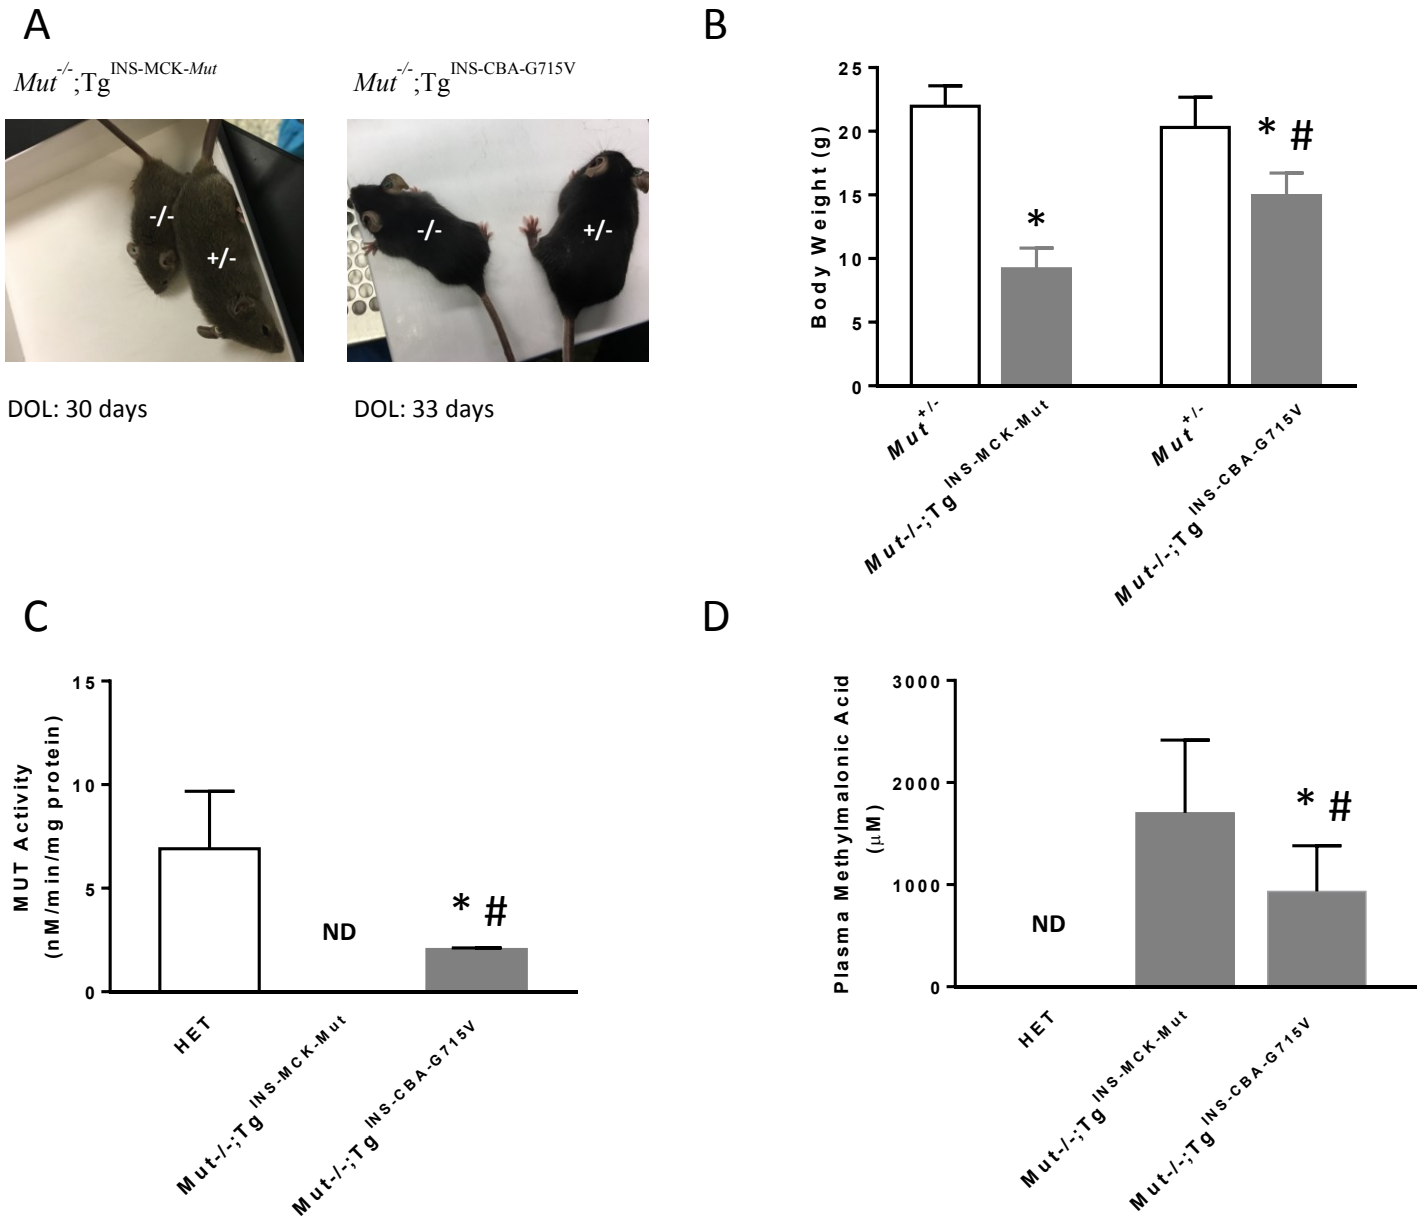 A
Mut-/-;TgINS-MCK-Mut
Mut-/-;TgINS-CBA-G715V
-/-
+/-
-/-
+/-
DOL: 30 days
DOL: 33 days
B
Body Weight (g)
25
20
15
10
5
0
*
* #
Mut+/-
Mut-/-;TgINS-MCK-Mut
Mut+/-
Mut-/-;TgINS-CBA-G715V
C
MUT Activity
(nM/min/mg protein)
15
10
5
0
ND
* #
HET
Mut-/-;TgINS-MCK-Mut
Mut-/-;TgINS-CBA-G715V
D
Plasma Methylmalonic Acid
(μM)
3000
2000
1000
0
ND
* #
HET
Mut-/-;TgINS-MCK-Mut
Mut-/-;TgINS-CBA-G715V